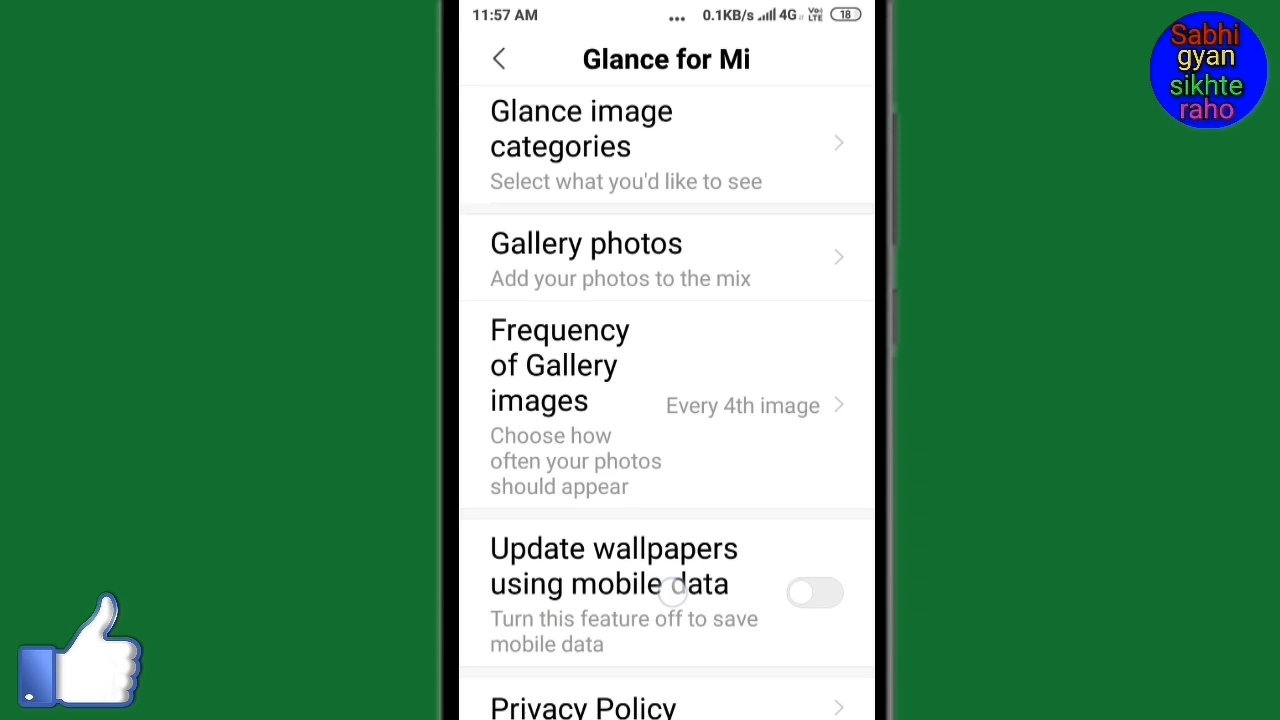 11:57 AM ... 0.1KB/s 4G Vo) LTE 18
Glance for Mi
Glance image
categories
Select what you'd like to see
Gallery photos
Add your photos to the mix
Frequency
of Gallery
images
Every 4th image
Choose how
often your photos
should appear
Update wallpapers
using mobile data
Turn this feature off to save
mobile data
Privacy Policy
Sabhi
gyan
sikhte
raho